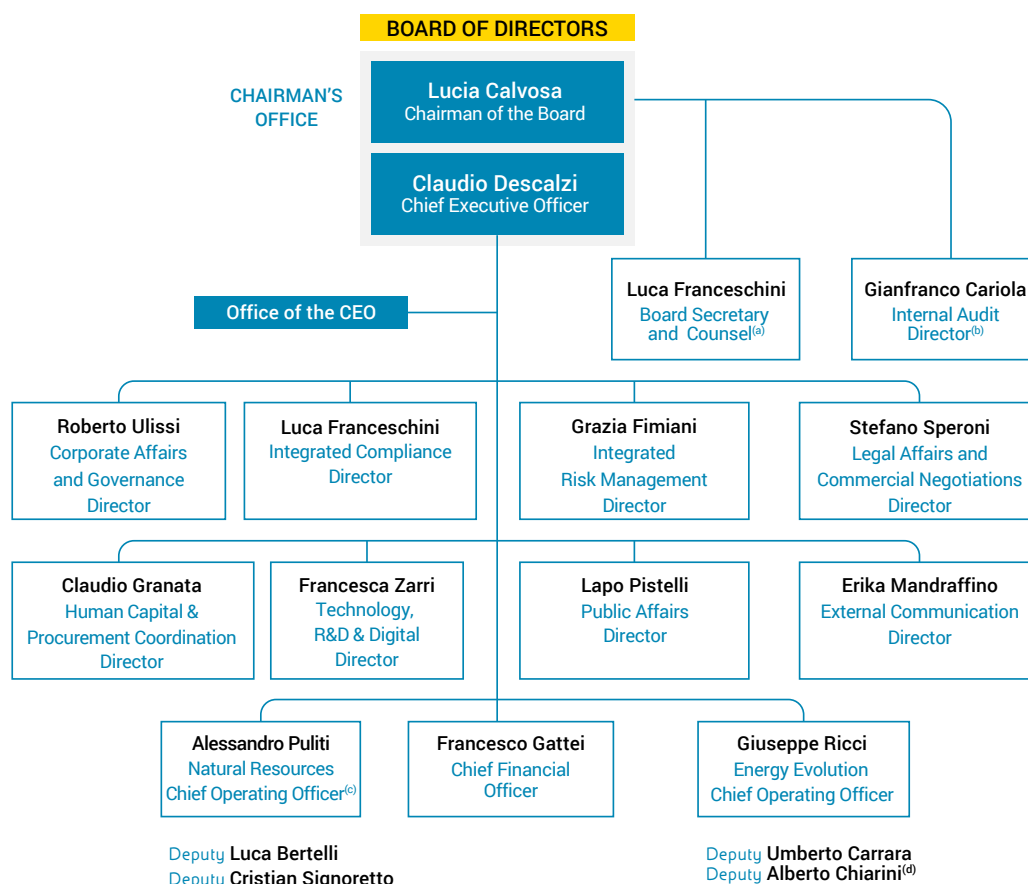 BOARD OF DIRECTORS
CHAIRMAN'S
OFFICE
Lucia Calvosa
Chairman of the Board
Claudio Descalzi
Chief Executive Officer
Office of the CEO
Luca Franceschini
Board Secretary
and Counsel(a)
Gianfranco Cariola
Internal Audit
Director(b)
Roberto Ulissi
Corporate Affairs
and Governance
Director
Luca Franceschini
Integrated Compliance
Director
Grazia Fimiani
Integrated
Risk Management
Director
Stefano Speroni
Legal Affairs and
Commercial Negotiations
Director
Claudio Granata
Human Capital &
Procurement Coordination
Director
Francesca Zarri
Technology,
R&D & Digital
Director
Lapo Pistelli
Public Affairs
Director
Erika Mandraffino
External Communication
Director
Alessandro Puliti
Natural Resources
Chief Operating Officer(c)
Francesco Gattei
Chief Financial
Officer
Giuseppe Ricci
Energy Evolution
Chief Operating Officer
Deputy Luca Bertelli
Deputy Cristian Signoretto
Deputy Umberto Carrara
Deputy Alberto Chiarini(d)